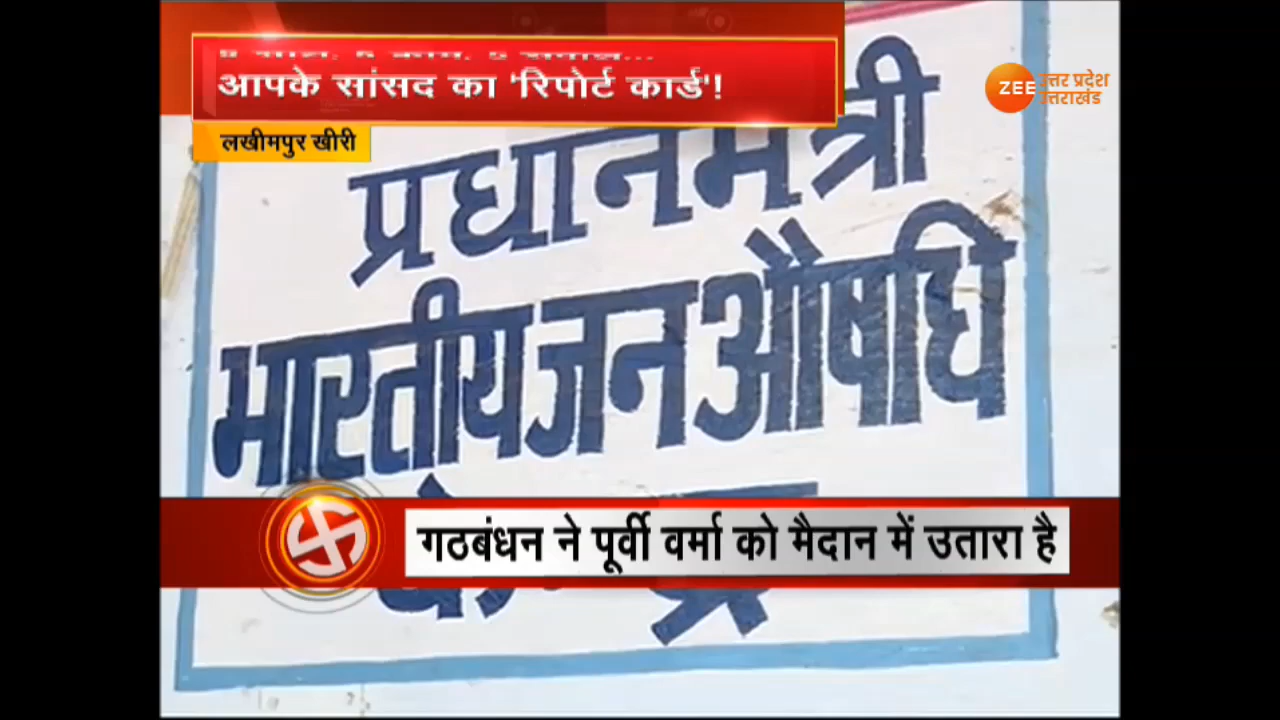 आपके सांसद का 'रिपोर्ट कार्ड'!
ZEE उत्तर प्रदेश
उत्तराखंड
लखीमपुर खीरी
प्रधानमंत्री
भारतीय जन औषधि
गठबंधन ने पूर्वी वर्मा को मैदान में उतारा है